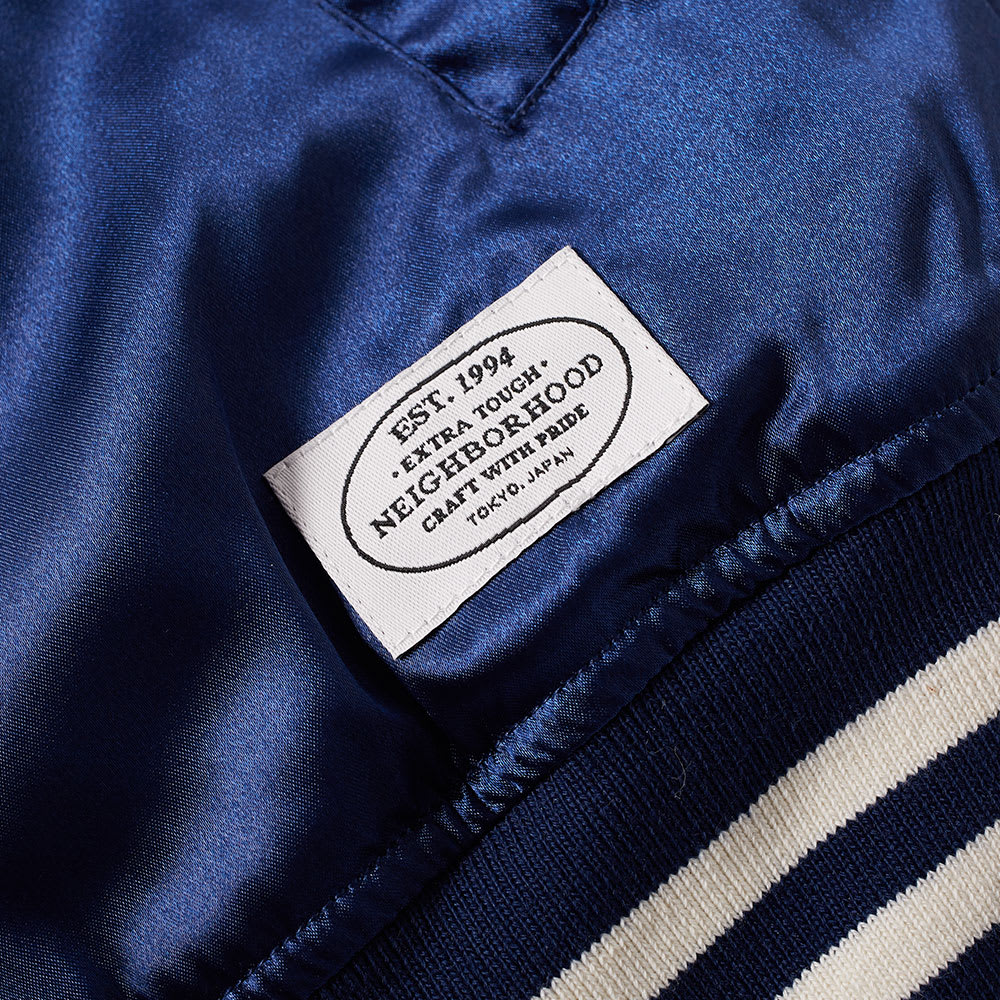 EST. 1994
· EXTRA TOUGH ·
NEIGHBORHOOD
CRAFT WITH PRIDE
TOKYO. JAPAN